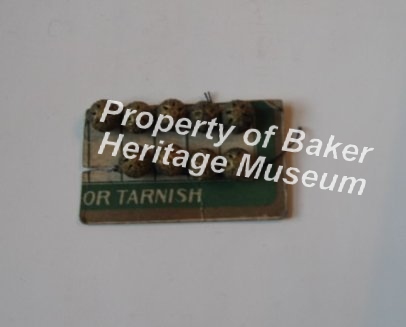 Property of Baker
Heritage Museum
OR TARNISH